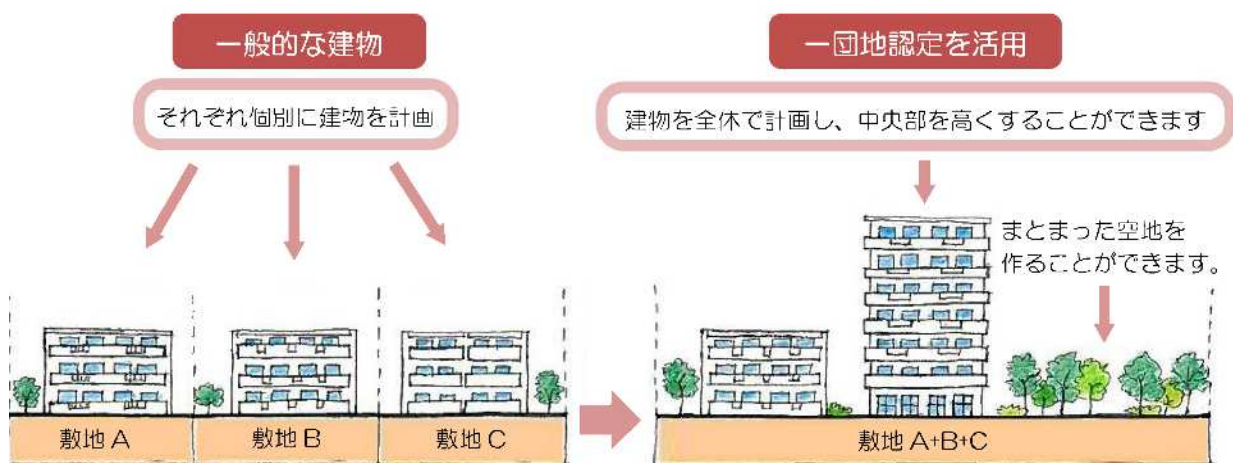 一般的な建物
それぞれ個別に建物を計画
敷地 A
敷地 B
敷地 C
一団地認定を活用
建物を全体で計画し、中央部を高くすることができます
まとまった空地を
作ることができます。
敷地 A+B+C